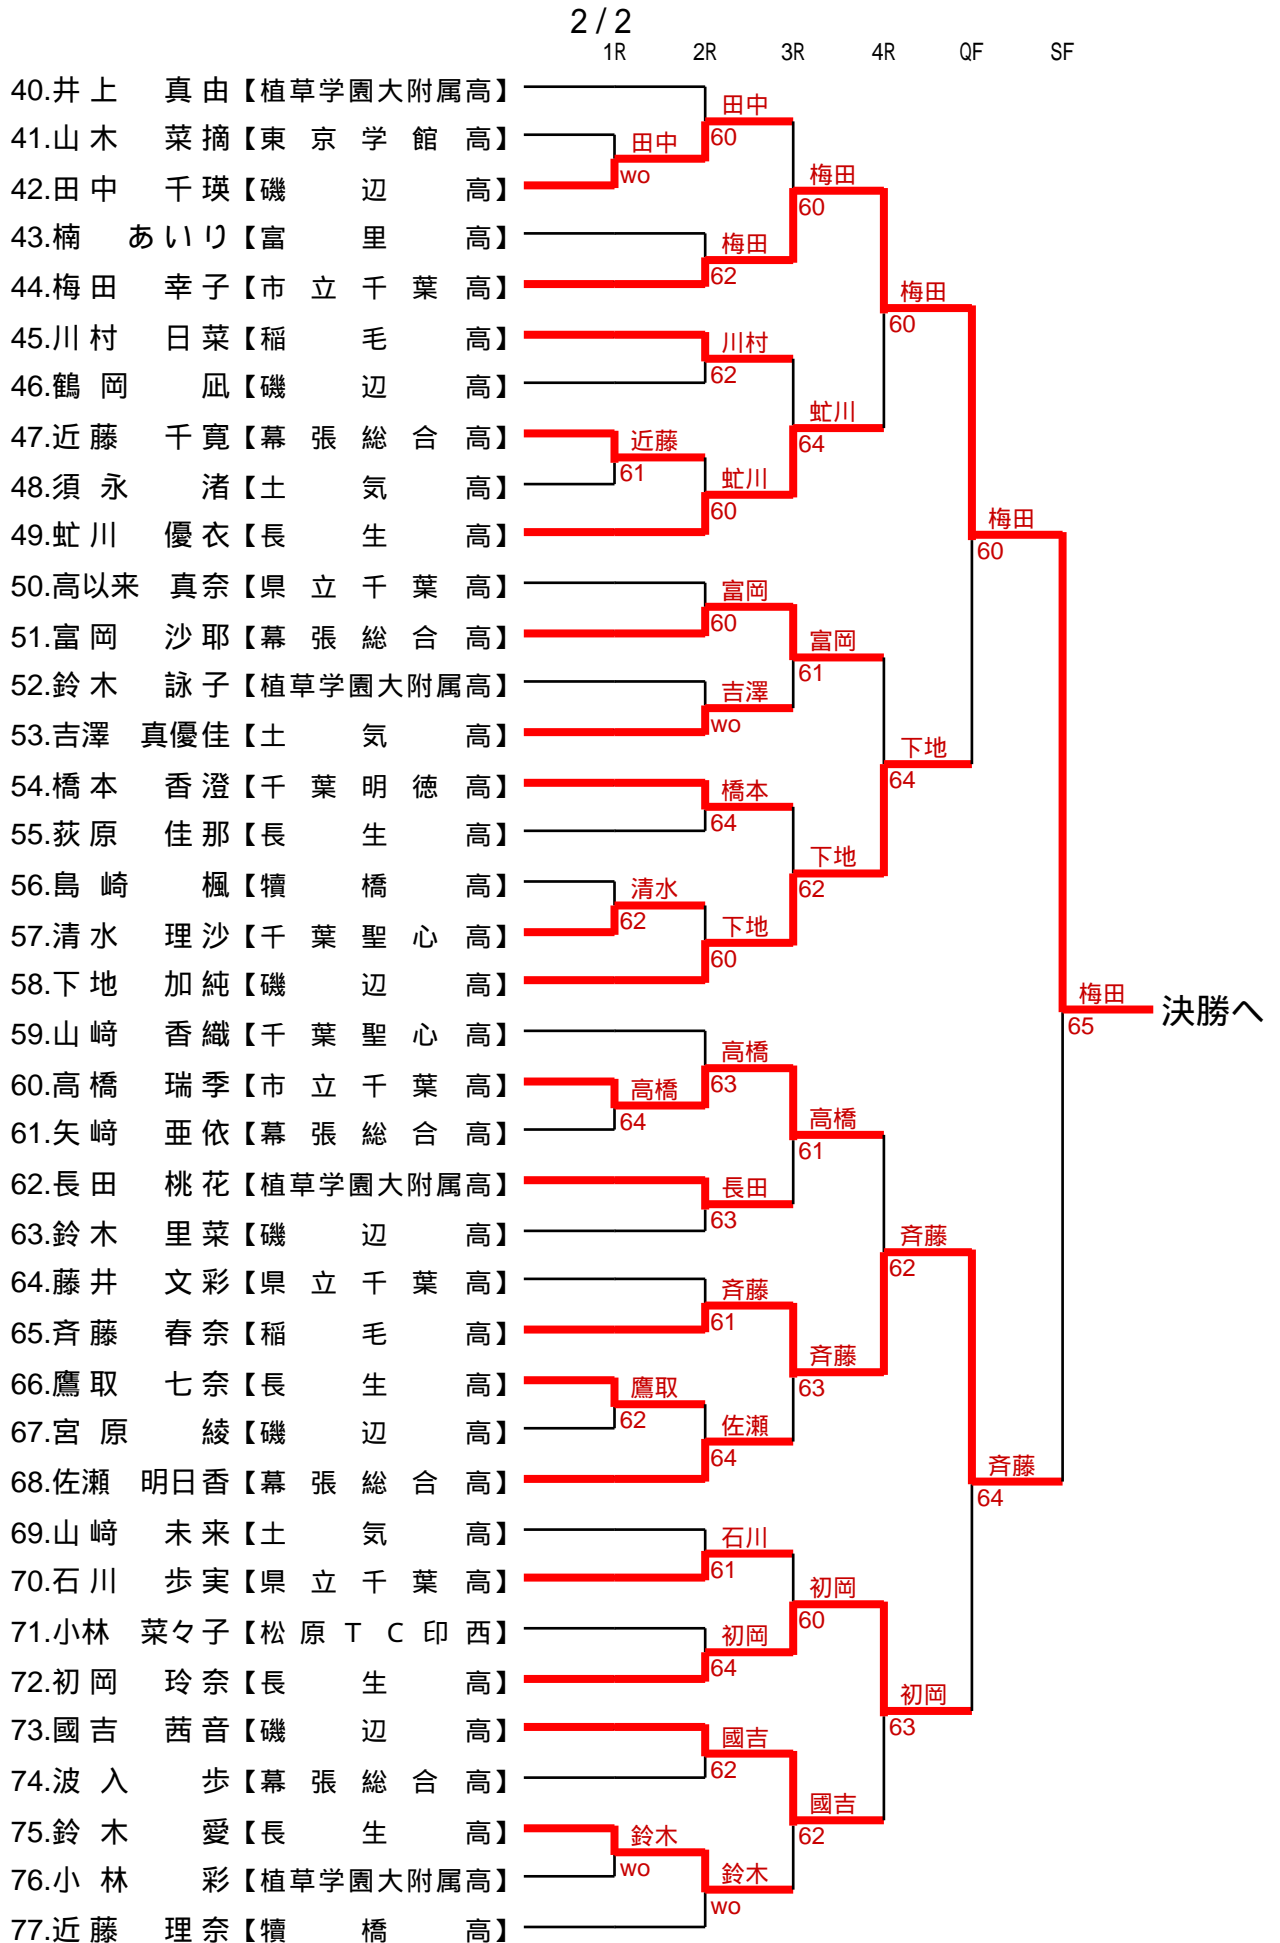 2 / 2
1R 2R 3R 4R QF SF
40.井上 真由【植草学園大附属高】
田中
41.山木 菜摘【東京学館高】
田中
60
42.田中 千瑛【磯辺高】
wo
梅田
60
43.楠 あいり【富里高】
梅田
44.梅田 幸子【市立千葉高】
62
梅田
60
45.川村 日菜【稲毛高】
川村
46.鶴岡 凪【磯辺高】
62
虻川
47.近藤 千寛【幕張総合高】
近藤
64
48.須永 渚【土気高】
61
虻川
60
49.虻川 優衣【長生高】
梅田
60
50.高以来 真奈【県立千葉高】
富岡
51.富岡 沙耶【幕張総合高】
60
富岡
61
52.鈴木 詠子【植草学園大附属高】
吉澤
53.吉澤 真優佳【土気高】
wo
下地
64
54.橋本 香澄【千葉明徳高】
橋本
55.荻原 佳那【長生高】
64
下地
56.島崎 楓【犢橋高】
清水
62
57.清水 理沙【千葉聖心高】
62
下地
60
58.下地 加純【磯辺高】
梅田
決勝へ
65
59.山﨑 香織【千葉聖心高】
高橋
60.高橋 瑞季【市立千葉高】
高橋
63
61.矢﨑 亜依【幕張総合高】
64
高橋
61
62.長田 桃花【植草学園大附属高】
長田
63.鈴木 里菜【磯辺高】
63
斉藤
62
64.藤井 文彩【県立千葉高】
斉藤
65.斉藤 春奈【稲毛高】
61
斉藤
63
66.鷹取 七奈【長生高】
鷹取
67.宮原 綾【磯辺高】
62
佐瀬
64
68.佐瀬 明日香【幕張総合高】
斉藤
64
69.山﨑 未来【土気高】
石川
70.石川 歩実【県立千葉高】
61
初岡
60
71.小林 菜々子【松原TC印西】
初岡
72.初岡 玲奈【長生高】
64
初岡
63
73.國吉 茜音【磯辺高】
國吉
74.波入 歩【幕張総合高】
62
國吉
62
75.鈴木 愛【長生高】
鈴木
76.小林 彩【植草学園大附属高】
wo
鈴木
wo
77.近藤 理奈【犢橋高】